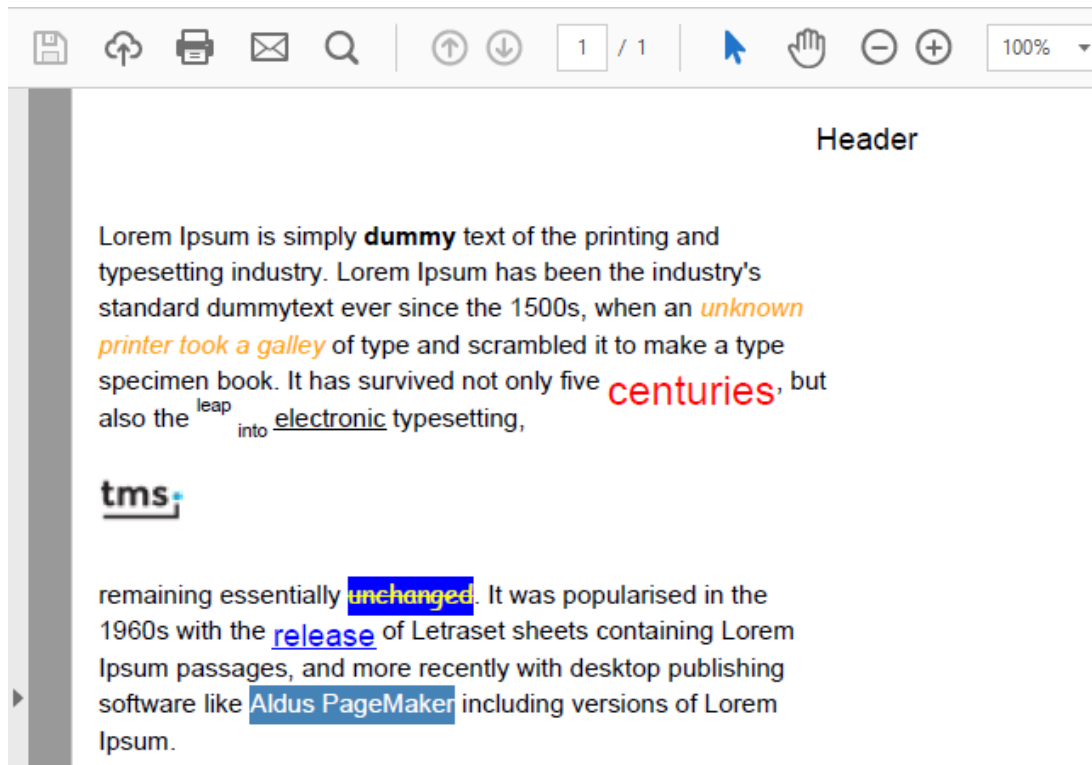 1 / 1 100%
Header
Lorem Ipsum is simply dummy text of the printing and
typesetting industry. Lorem Ipsum has been the industry's
standard dummytext ever since the 1500s, when an unknown
printer took a galley of type and scrambled it to make a type
specimen book. It has survived not only five centuries, but
also the leap into electronic typesetting,
tms
remaining essentially unchanged. It was popularised in the
1960s with the release of Letraset sheets containing Lorem
Ipsum passages, and more recently with desktop publishing
software like Aldus PageMaker including versions of Lorem
Ipsum.